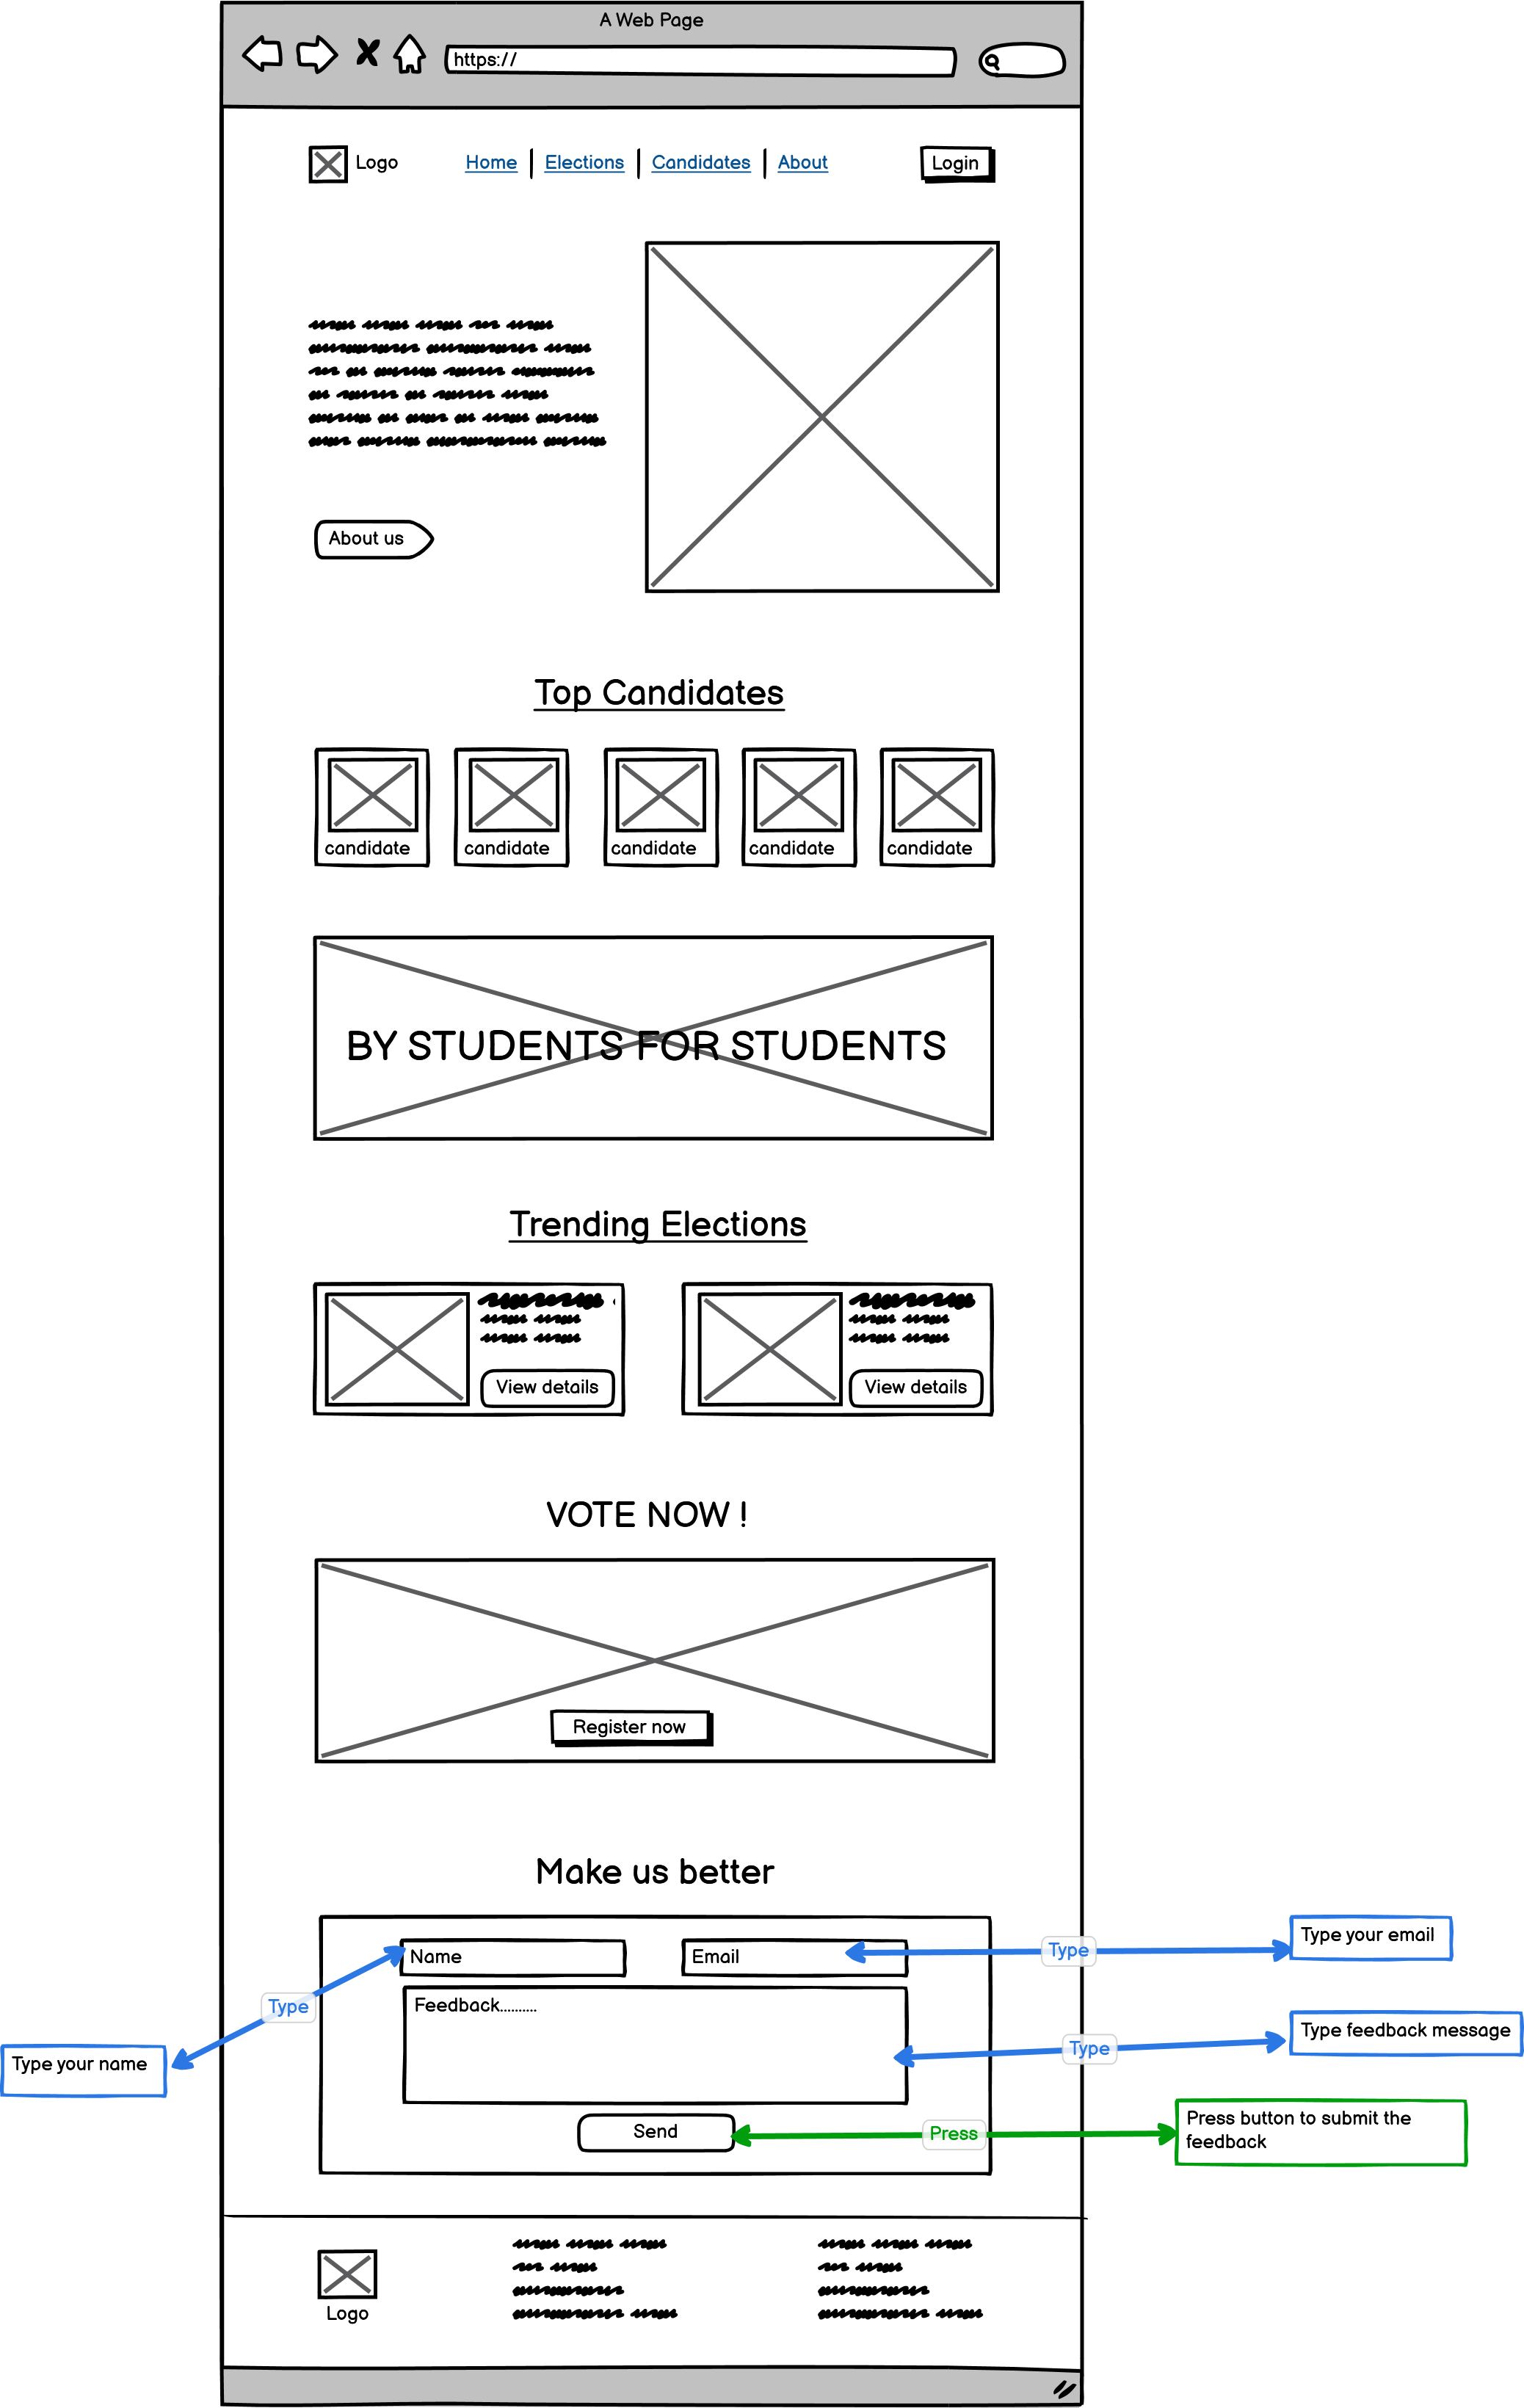 A Web Page
https://
Logo
Home
Elections
Candidates
About
Login
About us
Top Candidates
candidate
candidate
candidate
candidate
candidate
BY STUDENTS FOR STUDENTS
Trending Elections
View details
View details
VOTE NOW !
Register now
Make us better
Name
Email
Type
Type your email
Feedback..........
Type
Type your name
Type
Type feedback message
Send
Press
Press button to submit the
feedback
Logo